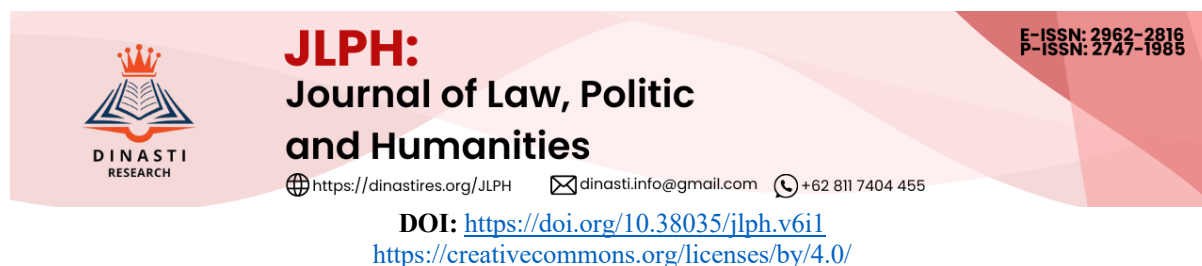 E-ISSN: 2962-2816
P-ISSN: 2747-1985
JLPH:
Journal of Law, Politic
and Humanities
DINASTI
RESEARCH
https://dinastires.org/JLPH dinasti.info@gmail.com +62 811 7404 455
DOI: https://doi.org/10.38035/jlph.v6i1
https://creativecommons.org/licenses/by/4.0/